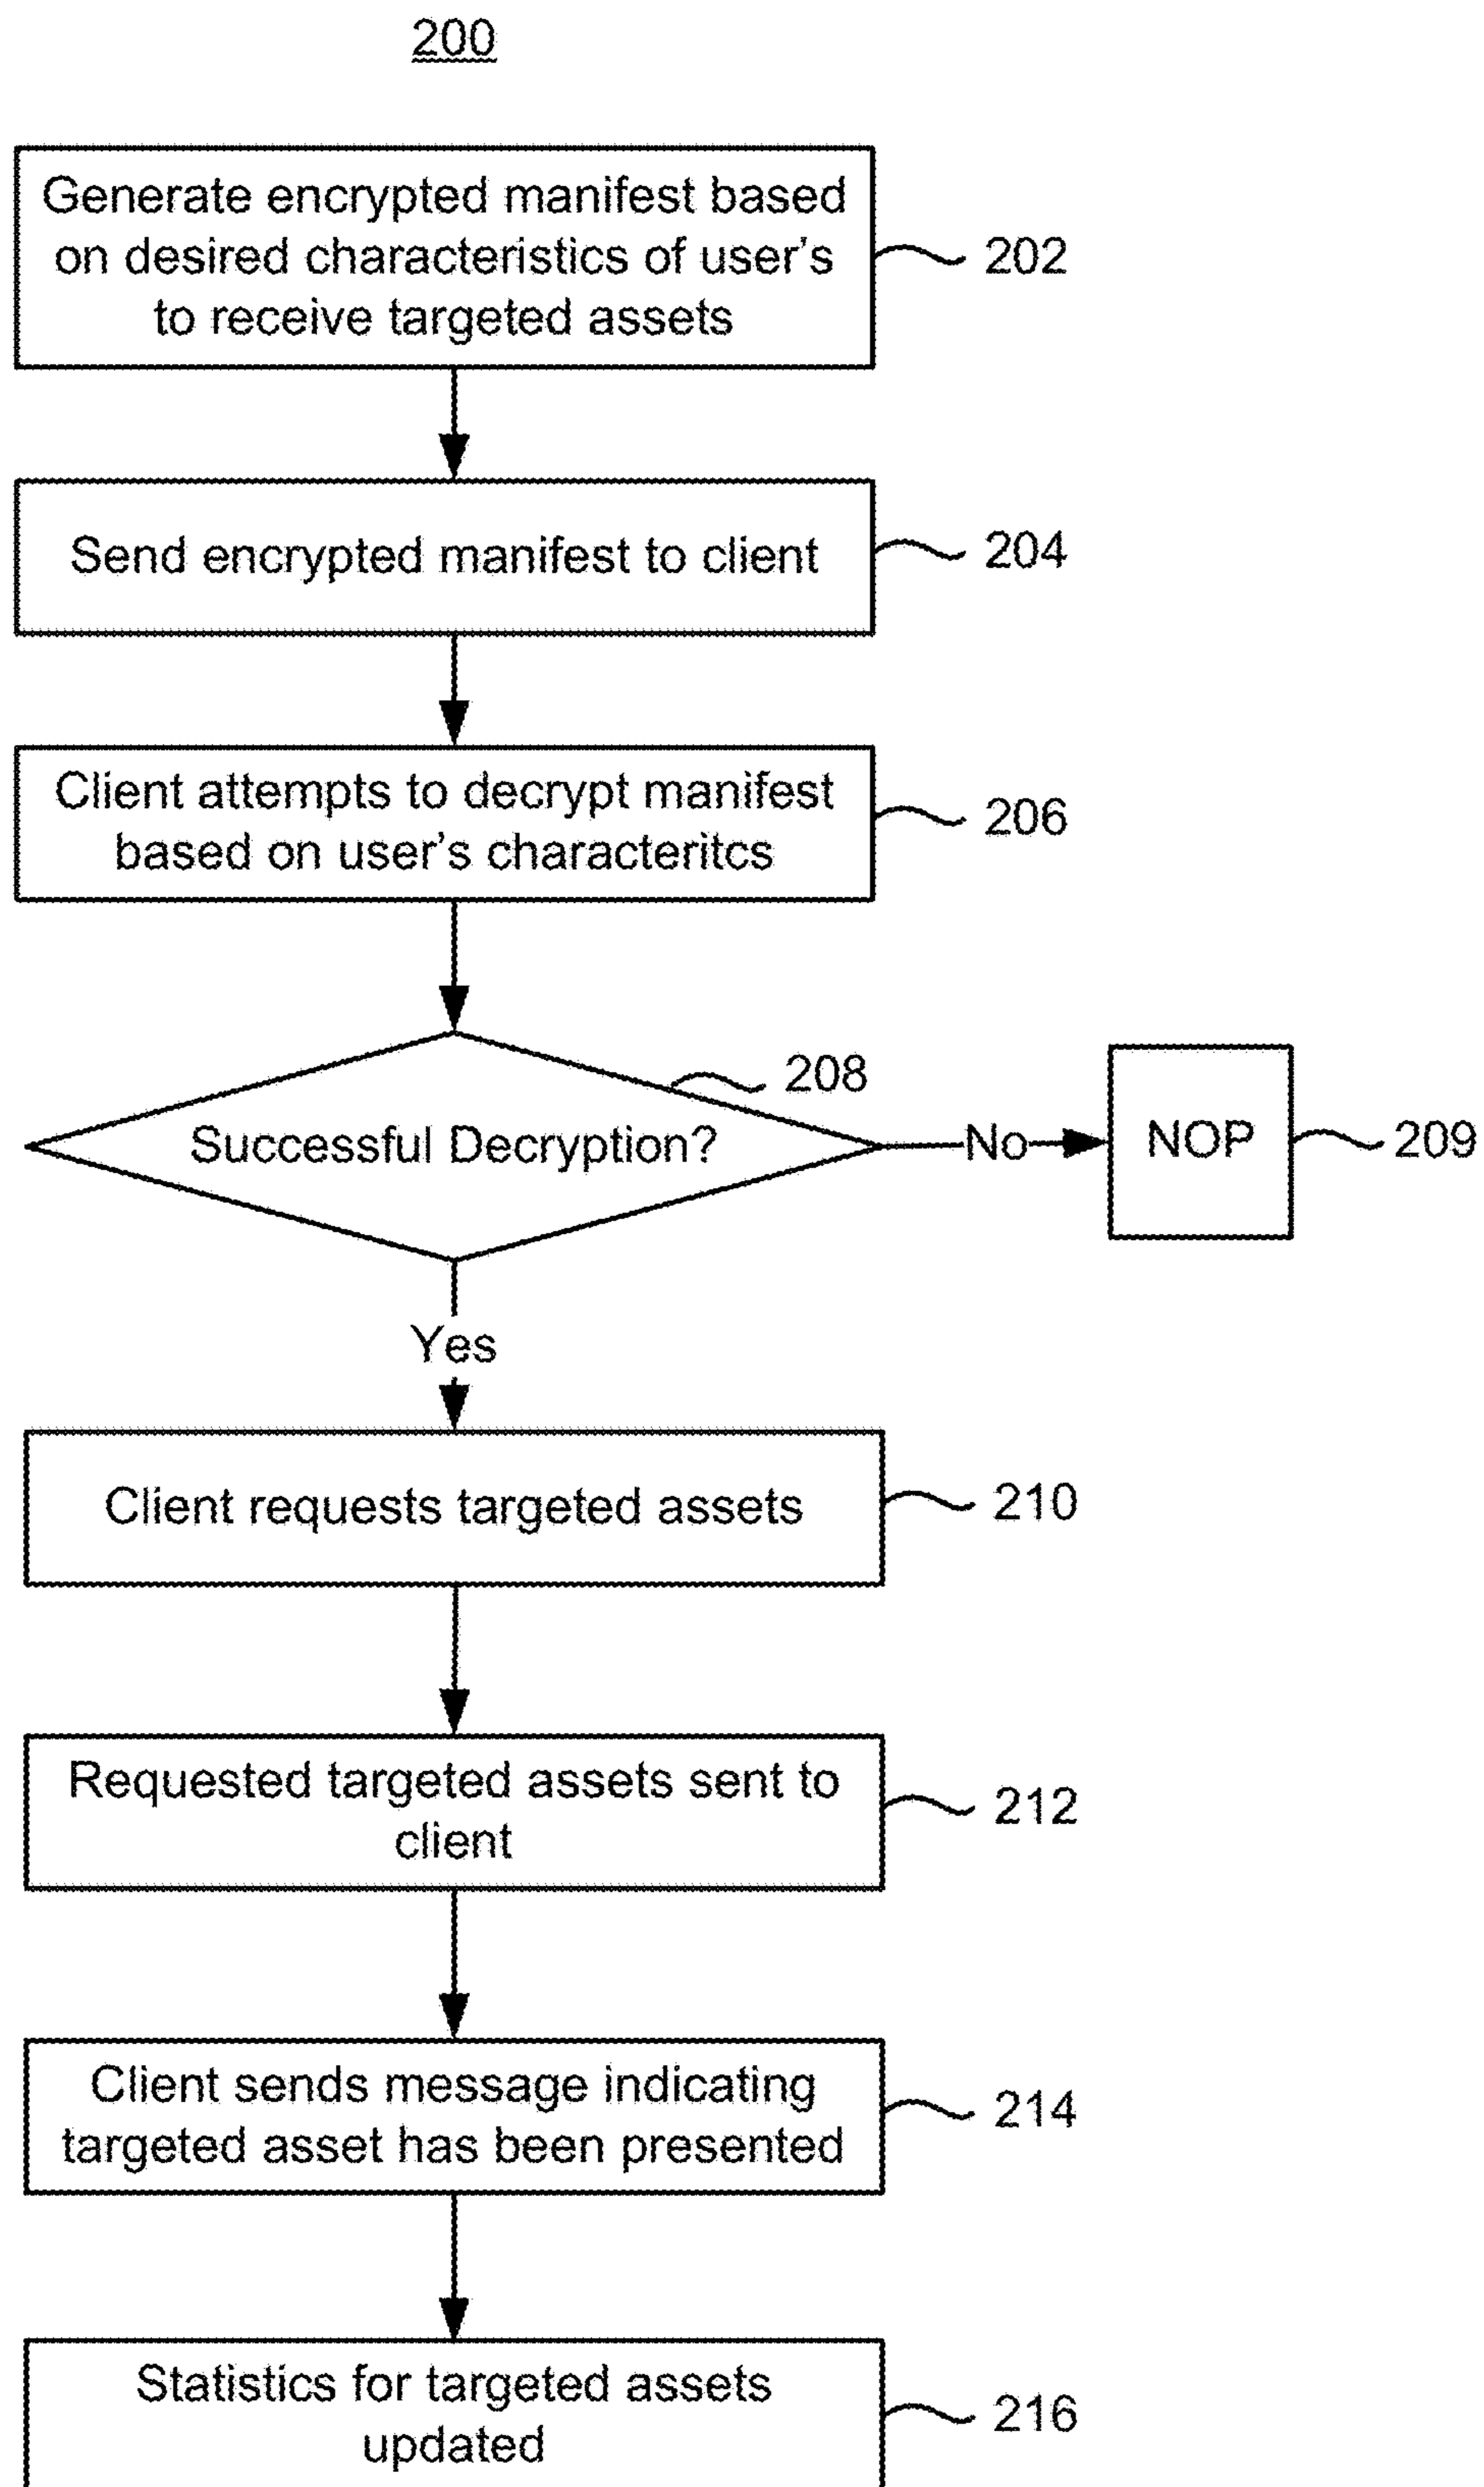 200
Generate encrypted manifest based
on desired characteristics of user's
to receive targeted assets
202
Send encrypted manifest to client
204
Client attempts to decrypt manifest
based on user's characteritcs
206
208
Successful Decryption?
No
NOP
209
Yes
Client requests targeted assets
210
Requested targeted assets sent to
client
212
Client sends message indicating
targeted asset has been presented
214
Statistics for targeted assets
updated
216